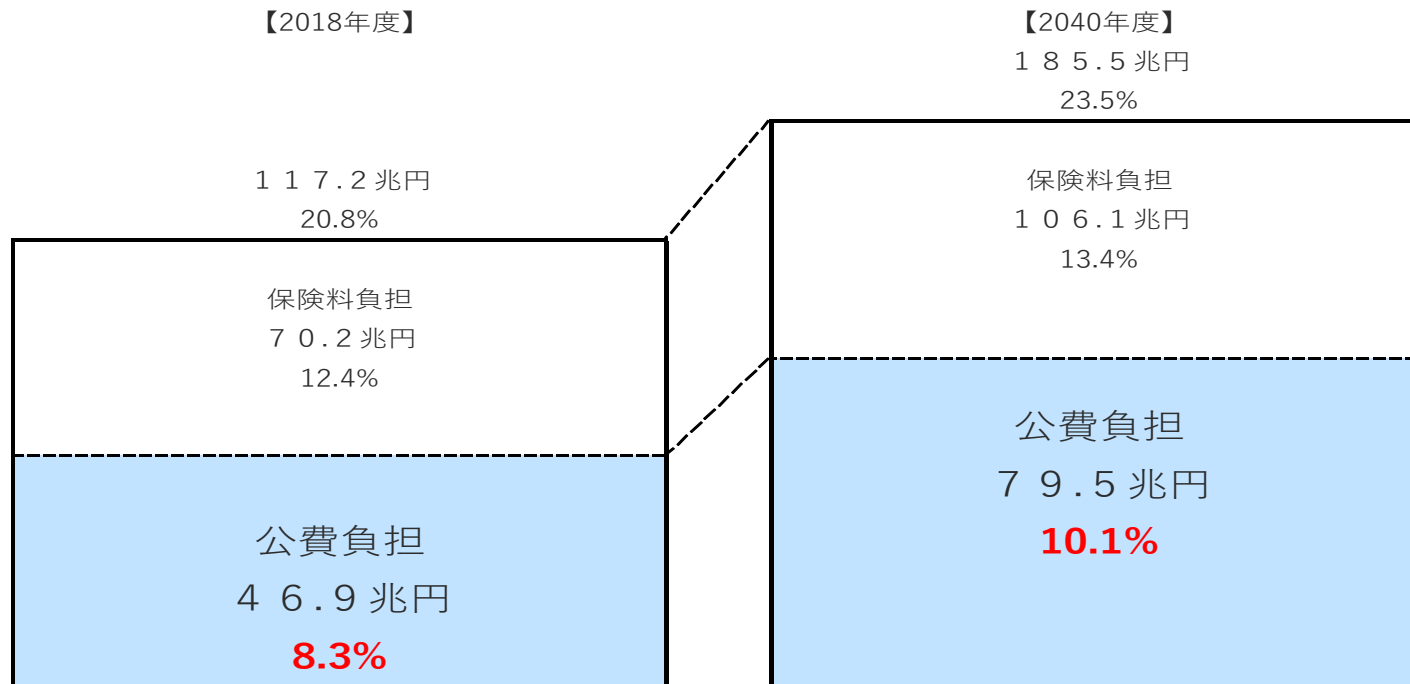 【2018年度】
１１７.２兆円
20.8%
保険料負担
７０.２兆円
12.4%
公費負担
４６.９兆円
8.3%
【2040年度】
１８５.５兆円
23.5%
保険料負担
１０６.１兆円
13.4%
公費負担
７９.５兆円
10.1%